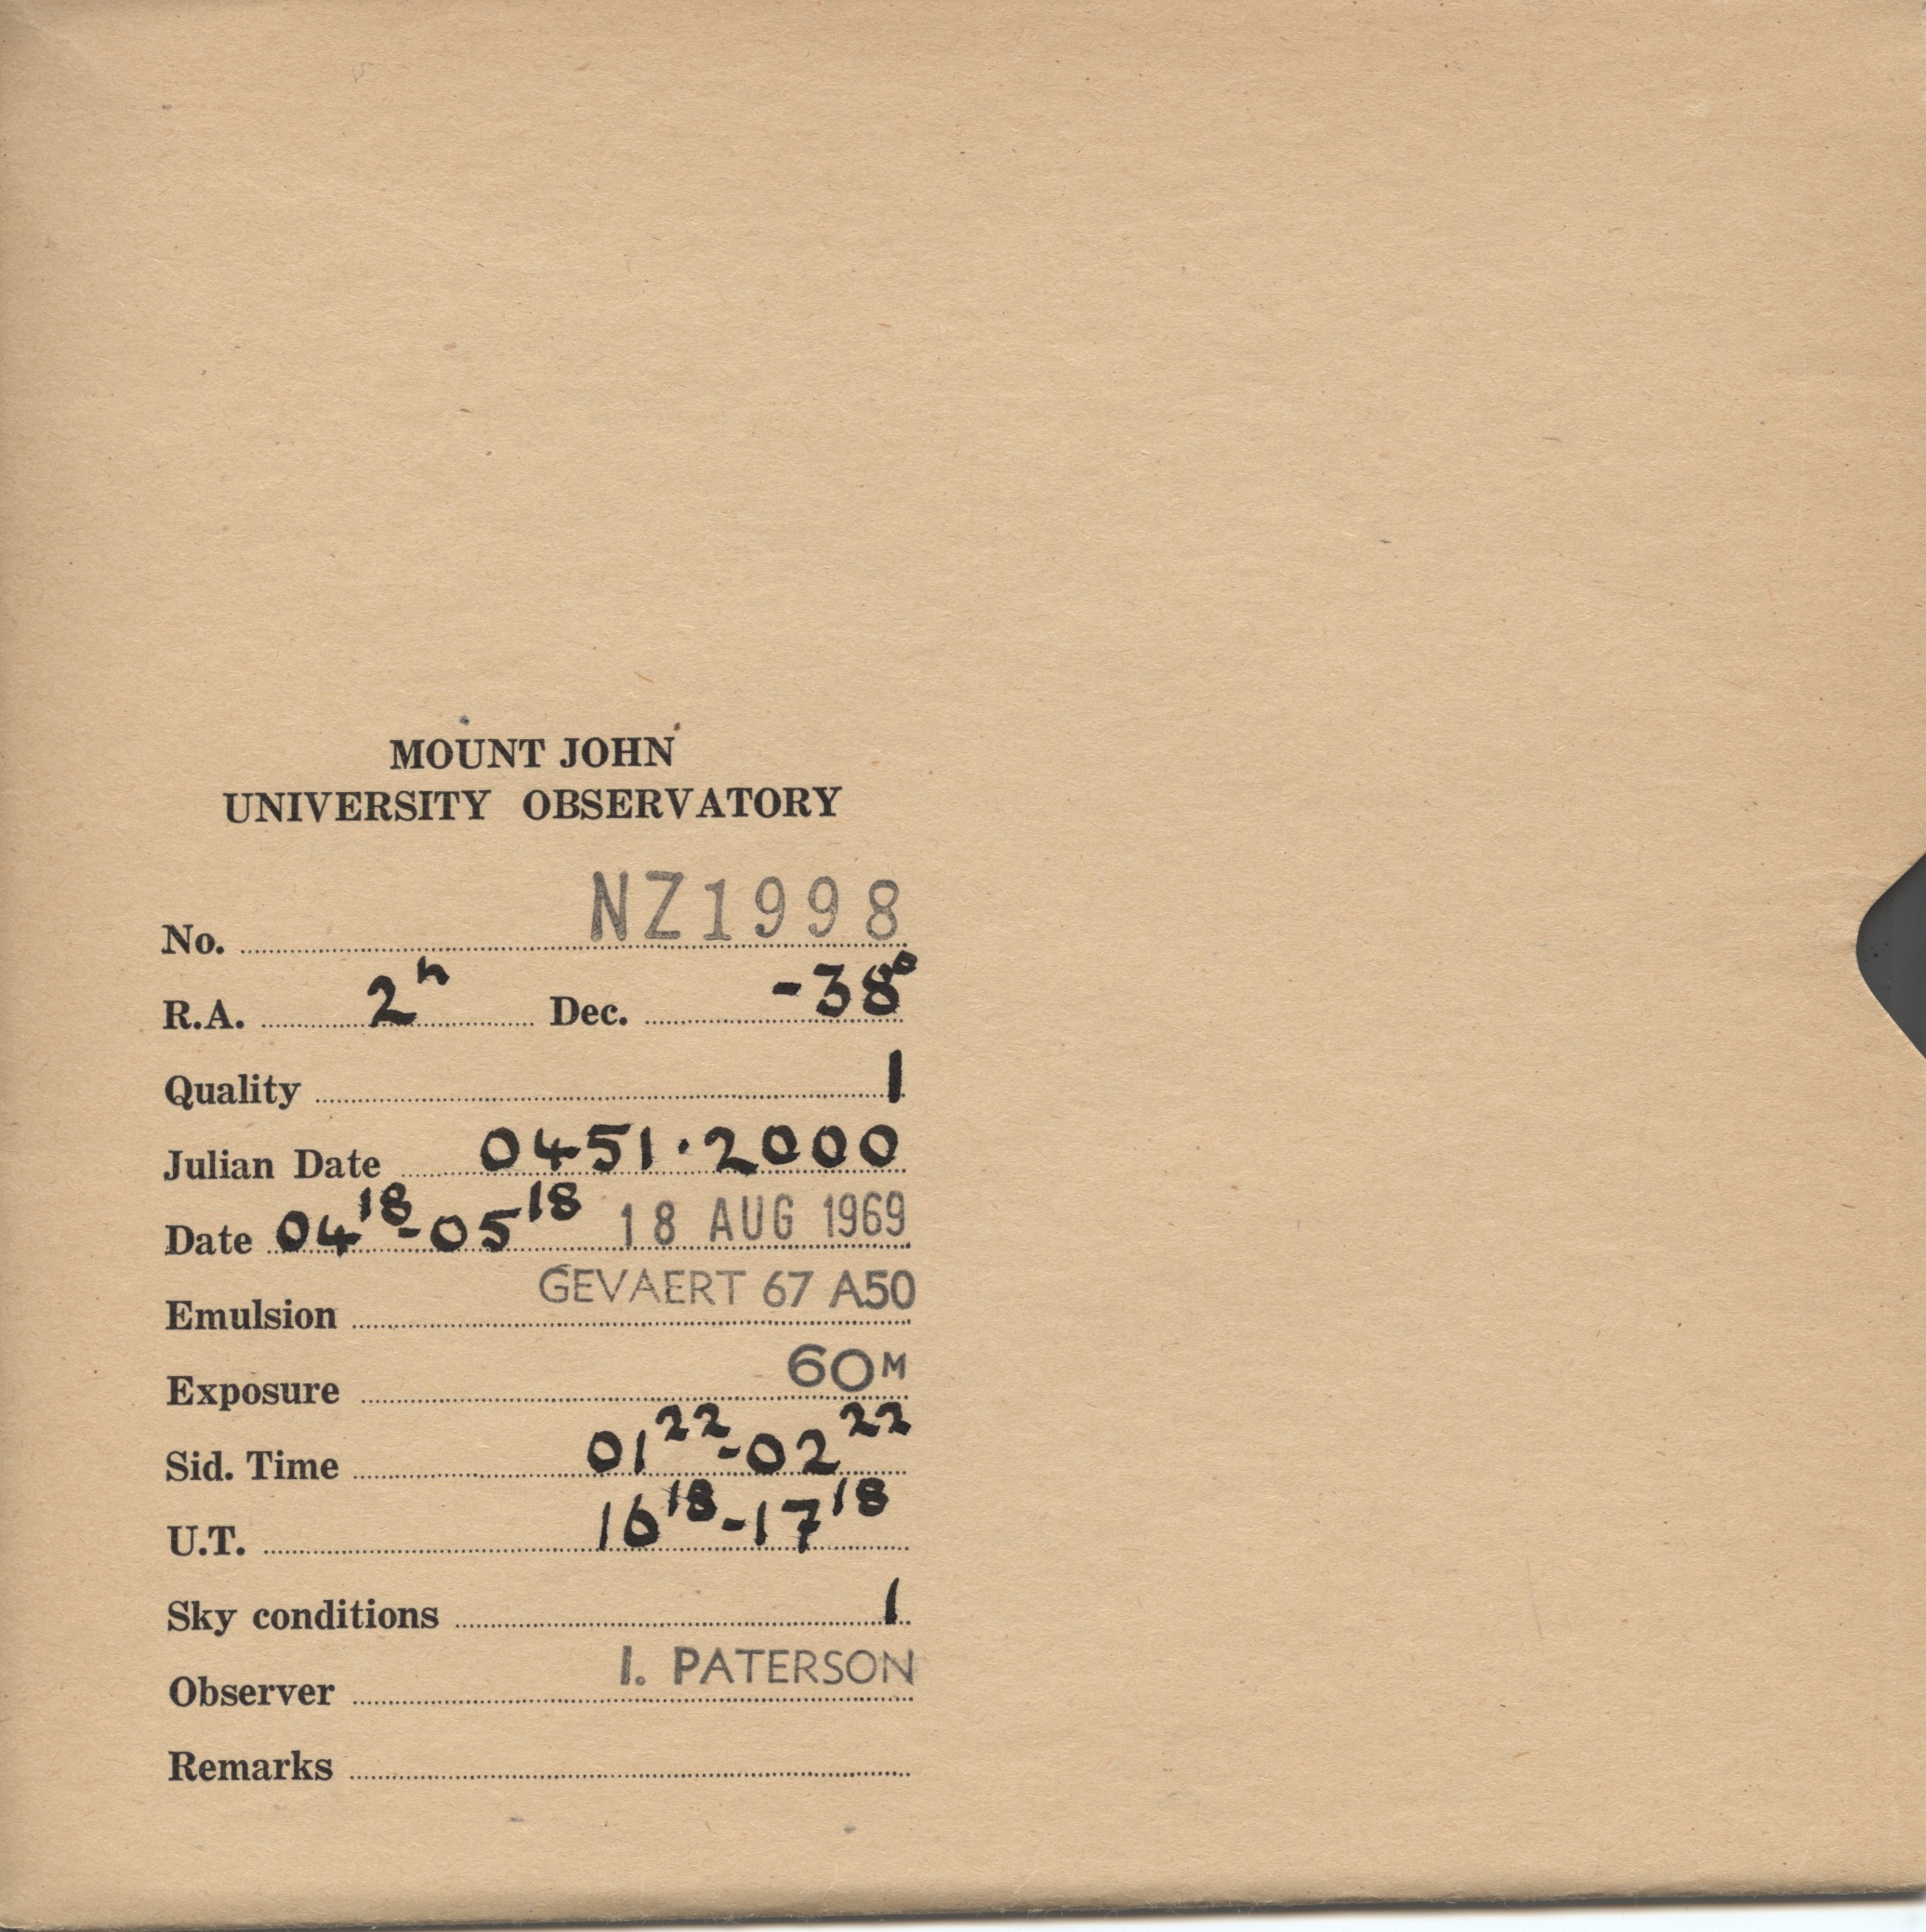 MOUNT JOHN
UNIVERSITY OBSERVATORY
No. NZ1998
R.A. 2ʰ Dec. -38°
Quality 1
Julian Date 0451·2000
Date 04¹⁸-05¹⁸ 18 AUG 1969
Emulsion GEVAERT 67 A50
Exposure 60ᴹ
Sid. Time 01²²-02²²
U.T. 16¹⁸-17¹⁸
Sky conditions 1
Observer I. PATERSON
Remarks